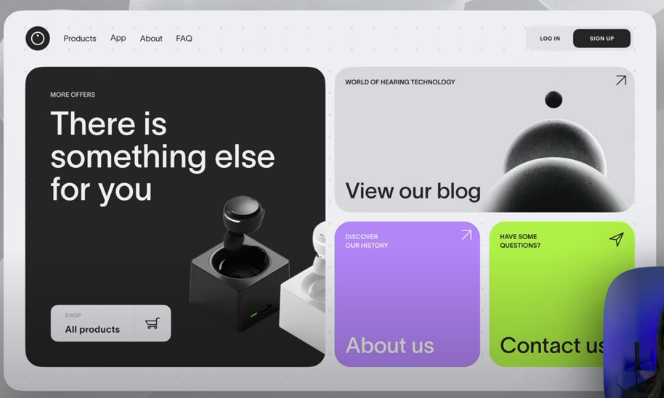 Products App About FAQ
LOG IN
SIGN UP
MORE OFFERS
There is
something else
for you
SHOP
All products
WORLD OF HEARING TECHNOLOGY
View our blog
DISCOVER
OUR HISTORY
About us
HAVE SOME
QUESTIONS?
Contact us